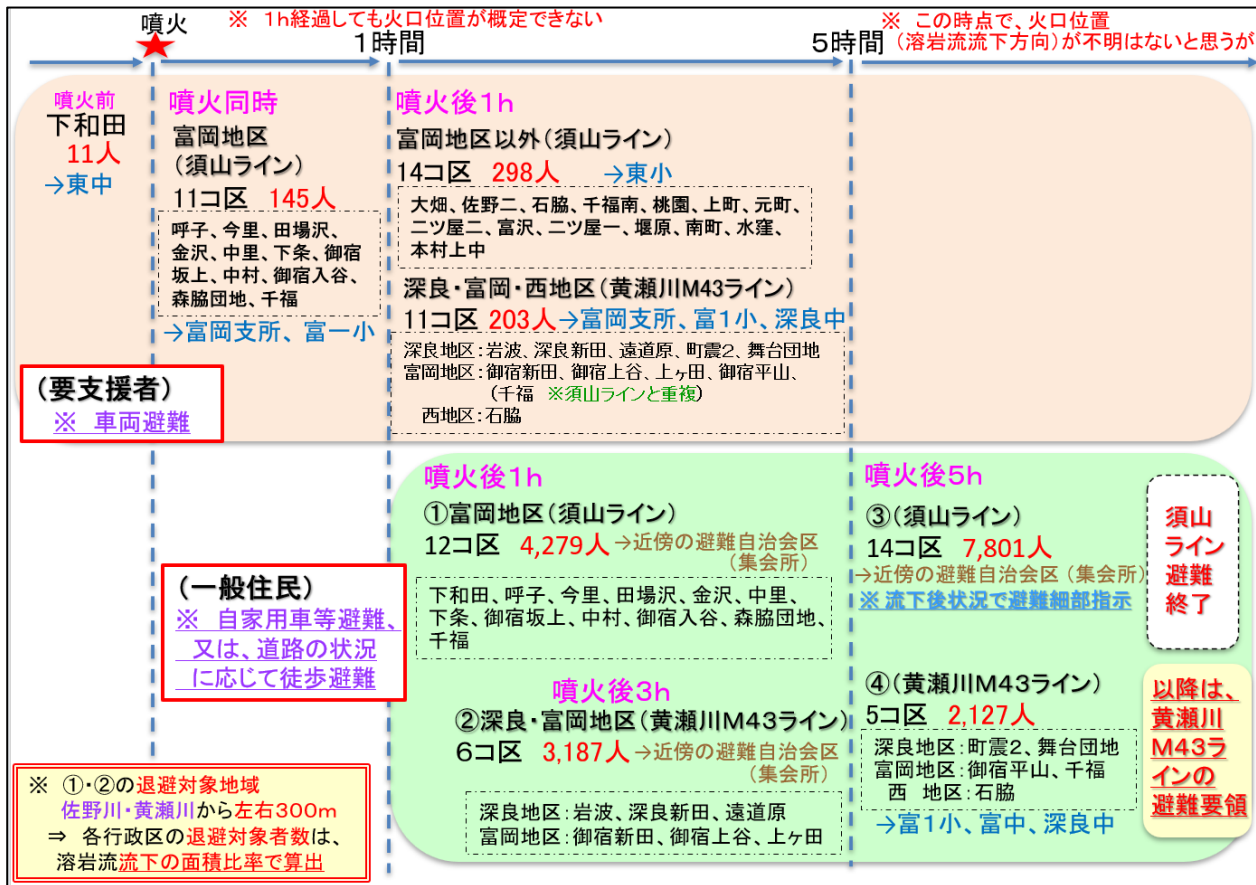 噴火
※ 1h経過しても火口位置が概定できない
1時間
5時間
※ この時点で、火口位置
(溶岩流流下方向)が不明はないと思うが
噴火前
下和田
11人
→東中
噴火同時
富岡地区
(須山ライン)
11コ区 145人
呼子、今里、田場沢、
金沢、中里、下条、御宿
坂上、中村、御宿入谷、
森脇団地、千福
→富岡支所、富一小
噴火後1h
富岡地区以外(須山ライン)
14コ区 298人 →東小
大畑、佐野二、石脇、千福南、桃園、上町、元町、
二ツ屋二、富沢、二ツ屋一、堰原、南町、水窪、
本村上中
深良・富岡・西地区(黄瀬川M43ライン)
11コ区 203人→富岡支所、富1小、深良中
深良地区:岩波、深良新田、遠道原、町震2、舞台団地
富岡地区:御宿新田、御宿上谷、上ヶ田、御宿平山、
(千福 ※須山ラインと重複)
西地区:石脇
(要支援者)
※ 車両避難
噴火後1h
①富岡地区(須山ライン)
12コ区 4,279人→近傍の避難自治会区
(集会所)
下和田、呼子、今里、田場沢、金沢、中里、
下条、御宿坂上、中村、御宿入谷、森脇団地、
千福
(一般住民)
※ 自家用車等避難、
又は、道路の状況
に応じて徒歩避難
噴火後3h
②深良・富岡地区(黄瀬川M43ライン)
6コ区 3,187人→近傍の避難自治会区
(集会所)
深良地区:岩波、深良新田、遠道原
富岡地区:御宿新田、御宿上谷、上ヶ田
噴火後5h
③(須山ライン)
14コ区 7,801人
→近傍の避難自治会区(集会所)
※ 流下後状況で避難細部指示
須山
ライン
避難
終了
④(黄瀬川M43ライン)
5コ区 2,127人
深良地区:町震2、舞台団地
富岡地区:御宿平山、千福
西 地区:石脇
→富1小、富中、深良中
以降は、
黄瀬川
M43ラ
インの
避難要領
※ ①・②の退避対象地域
佐野川・黄瀬川から左右300m
⇒ 各行政区の退避対象者数は、
溶岩流流下の面積比率で算出